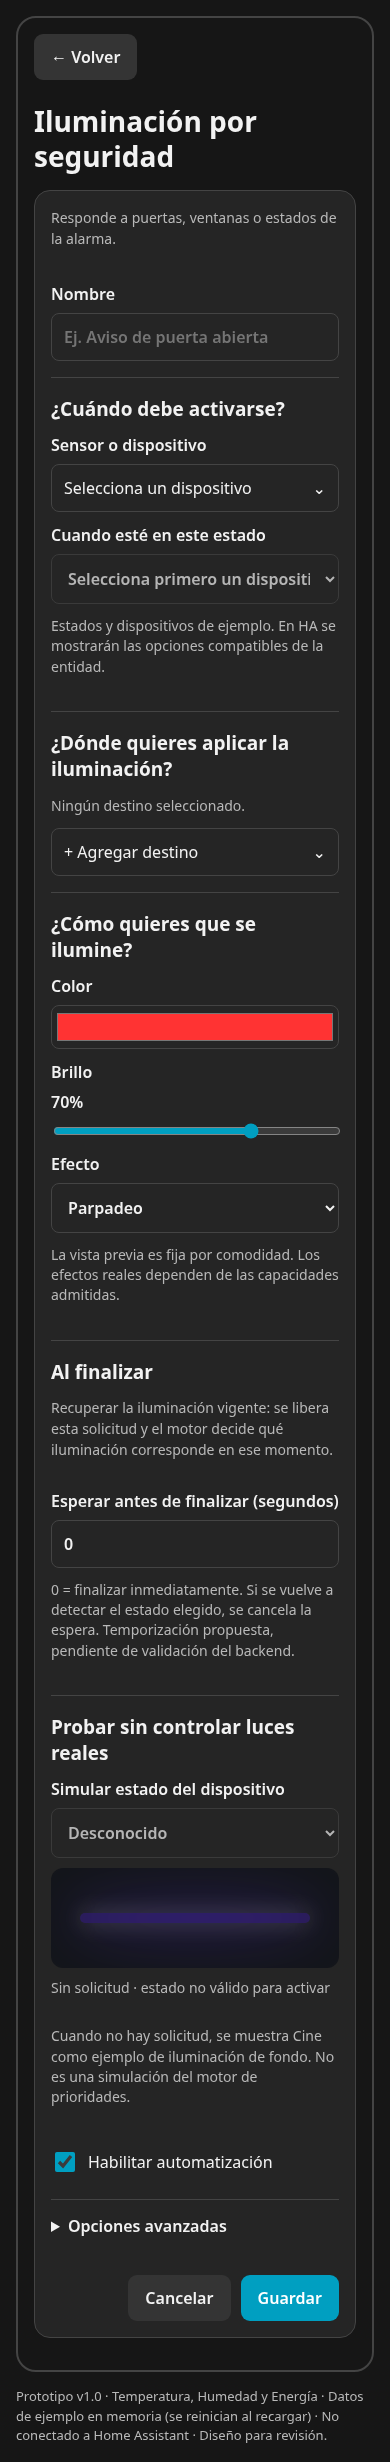 ← Volver
Iluminación por
seguridad
Responde a puertas, ventanas o estados de
la alarma.
Nombre
Ej. Aviso de puerta abierta
¿Cuándo debe activarse?
Sensor o dispositivo
Selecciona un dispositivo
Cuando esté en este estado
Selecciona primero un dispositi
Estados y dispositivos de ejemplo. En HA se
mostrarán las opciones compatibles de la
entidad.
¿Dónde quieres aplicar la
iluminación?
Ningún destino seleccionado.
+ Agregar destino
¿Cómo quieres que se
ilumine?
Color
Brillo
70%
Efecto
Parpadeo
La vista previa es fija por comodidad. Los
efectos reales dependen de las capacidades
admitidas.
Al finalizar
Recuperar la iluminación vigente: se libera
esta solicitud y el motor decide qué
iluminación corresponde en ese momento.
Esperar antes de finalizar (segundos)
0
0 = finalizar inmediatamente. Si se vuelve a
detectar el estado elegido, se cancela la
espera. Temporización propuesta,
pendiente de validación del backend.
Probar sin controlar luces
reales
Simular estado del dispositivo
Desconocido
Sin solicitud · estado no válido para activar
Cuando no hay solicitud, se muestra Cine
como ejemplo de iluminación de fondo. No
es una simulación del motor de
prioridades.
Habilitar automatización
Opciones avanzadas
Cancelar
Guardar
Prototipo v1.0 · Temperatura, Humedad y Energía · Datos
de ejemplo en memoria (se reinician al recargar) · No
conectado a Home Assistant · Diseño para revisión.